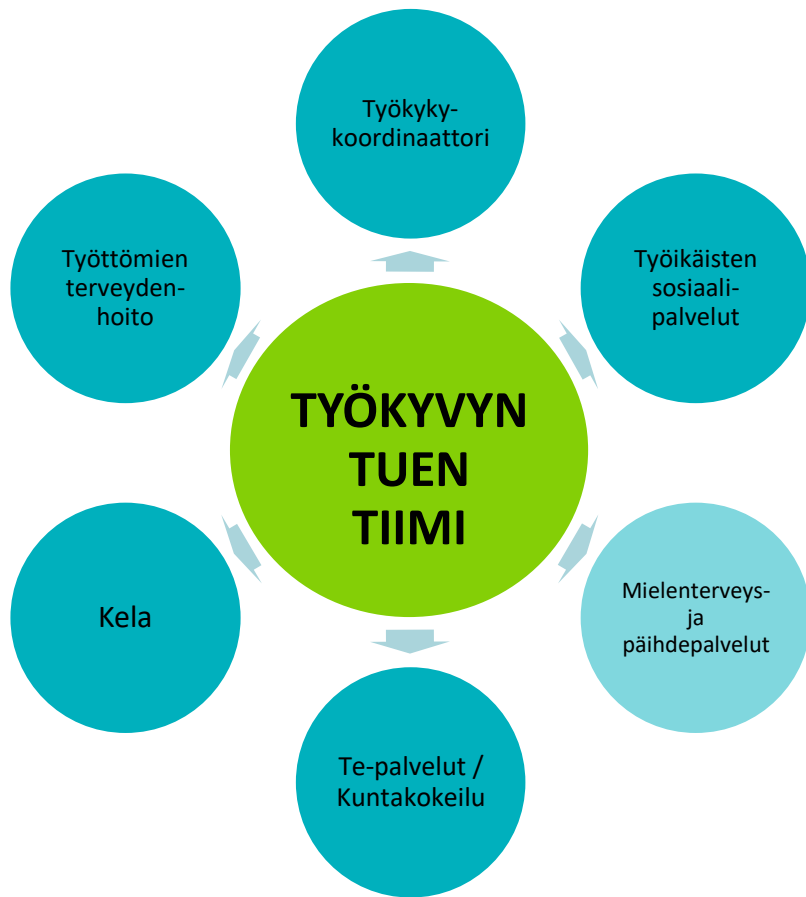 Työkyky-
koordinaattori
Työttömien
terveyden-
hoito
Työikäisten
sosiaali-
palvelut
TYÖKYVYN
TUEN
TIIMI
Kela
Mielenterveys-
ja
päihdepalvelut
Te-palvelut /
Kuntakokeilu